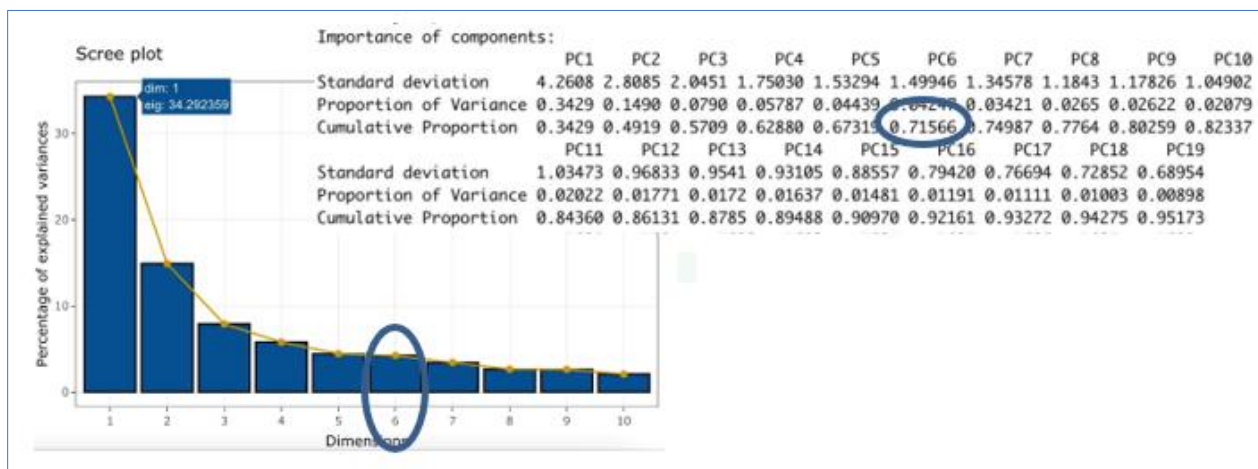 Scree plot
dim: 1
eig: 34.292359
Percentage of explained variances
30
20
10
0
1 2 3 4 5 6 7 8 9 10
Dimensions
Importance of components:
PC1 PC2 PC3 PC4 PC5 PC6 PC7 PC8 PC9 PC10
Standard deviation 4.2608 2.8085 2.0451 1.75030 1.53294 1.49946 1.34578 1.1843 1.17826 1.04902
Proportion of Variance 0.3429 0.1490 0.0790 0.05787 0.04439 0.03421 0.0265 0.02622 0.02079
Cumulative Proportion 0.3429 0.4919 0.5709 0.62880 0.67319 0.71566 0.74987 0.7764 0.80259 0.82337
PC11 PC12 PC13 PC14 PC15 PC16 PC17 PC18 PC19
Standard deviation 1.03473 0.96833 0.9541 0.93105 0.88557 0.79420 0.76694 0.72852 0.68954
Proportion of Variance 0.02022 0.01771 0.0172 0.01637 0.01481 0.01191 0.01111 0.01003 0.00898
Cumulative Proportion 0.84360 0.86131 0.8785 0.89488 0.90970 0.92161 0.93272 0.94275 0.95173